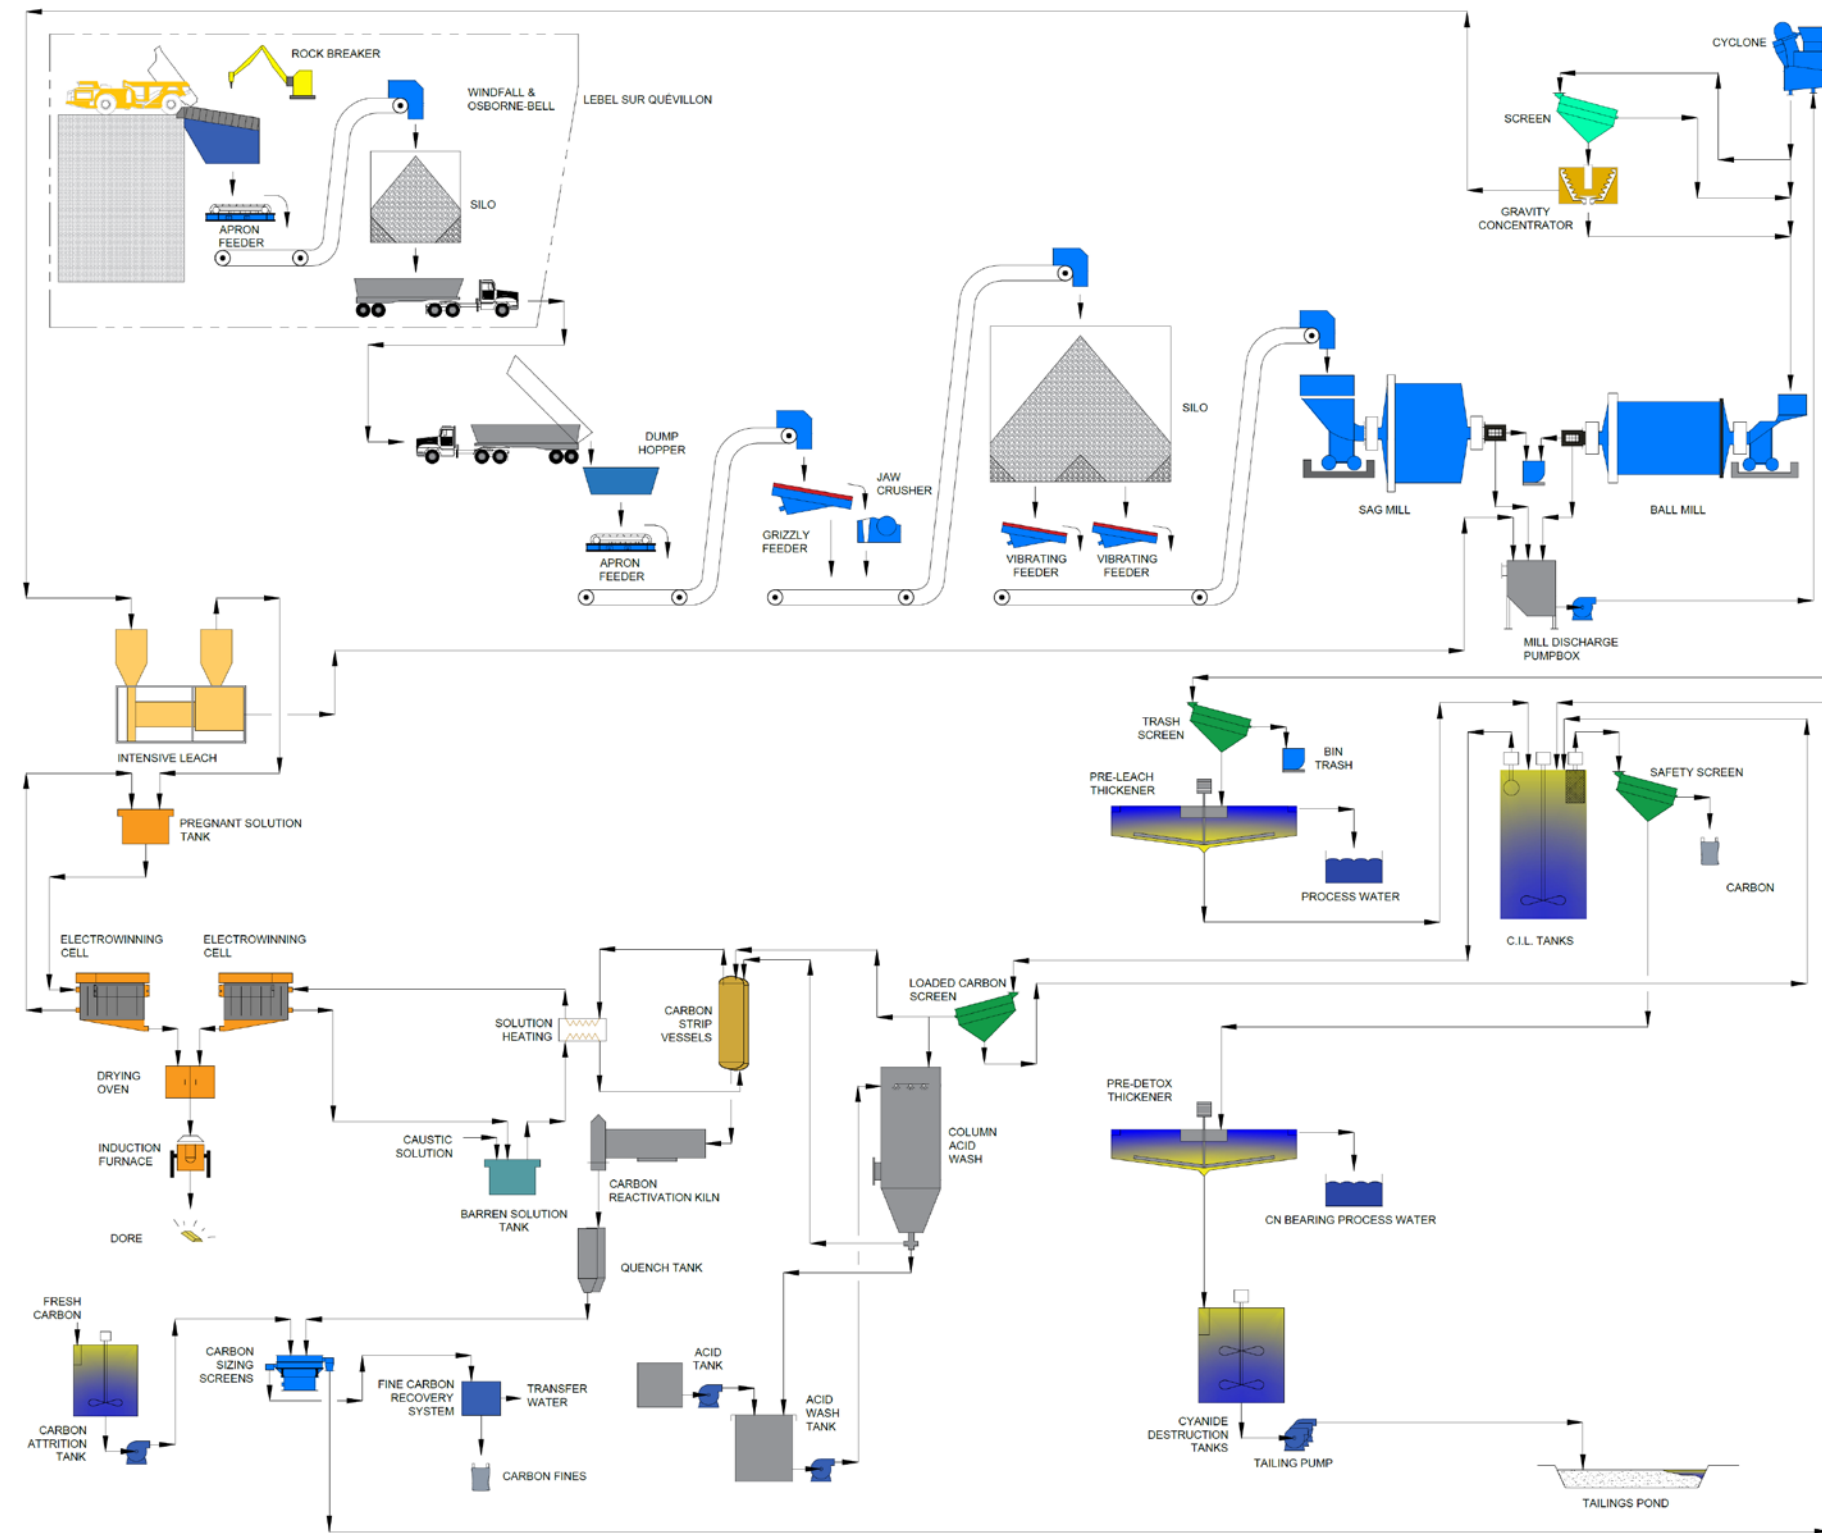 ROCK BREAKER
WINDFALL &
OSBORNE-BELL
LEBEL SUR QUÉVILLON
CYCLONE
SCREEN
SILO
APRON
FEEDER
GRAVITY
CONCENTRATOR
DUMP
HOPPER
SILO
JAW
CRUSHER
GRIZZLY
FEEDER
APRON
FEEDER
VIBRATING
FEEDER
VIBRATING
FEEDER
SAG MILL
BALL MILL
MILL DISCHARGE
PUMPBOX
INTENSIVE LEACH
TRASH
SCREEN
BIN
TRASH
PRE-LEACH
THICKENER
SAFETY SCREEN
PREGNANT SOLUTION
TANK
PROCESS WATER
CARBON
C.I.L. TANKS
ELECTROWINNING
CELL
ELECTROWINNING
CELL
LOADED CARBON
SCREEN
SOLUTION
HEATING
CARBON
STRIP
VESSELS
DRYING
OVEN
PRE-DETOX
THICKENER
INDUCTION
FURNACE
CAUSTIC
SOLUTION
COLUMN
ACID
WASH
CARBON
REACTIVATION KILN
BARREN SOLUTION
TANK
CN BEARING PROCESS WATER
DORE
QUENCH TANK
FRESH
CARBON
CARBON
SIZING
SCREENS
FINE CARBON
RECOVERY
SYSTEM
TRANSFER
WATER
ACID
TANK
ACID
WASH
TANK
CARBON
ATTRITION
TANK
CARBON FINES
CYANIDE
DESTRUCTION
TANKS
TAILING PUMP
TAILINGS POND